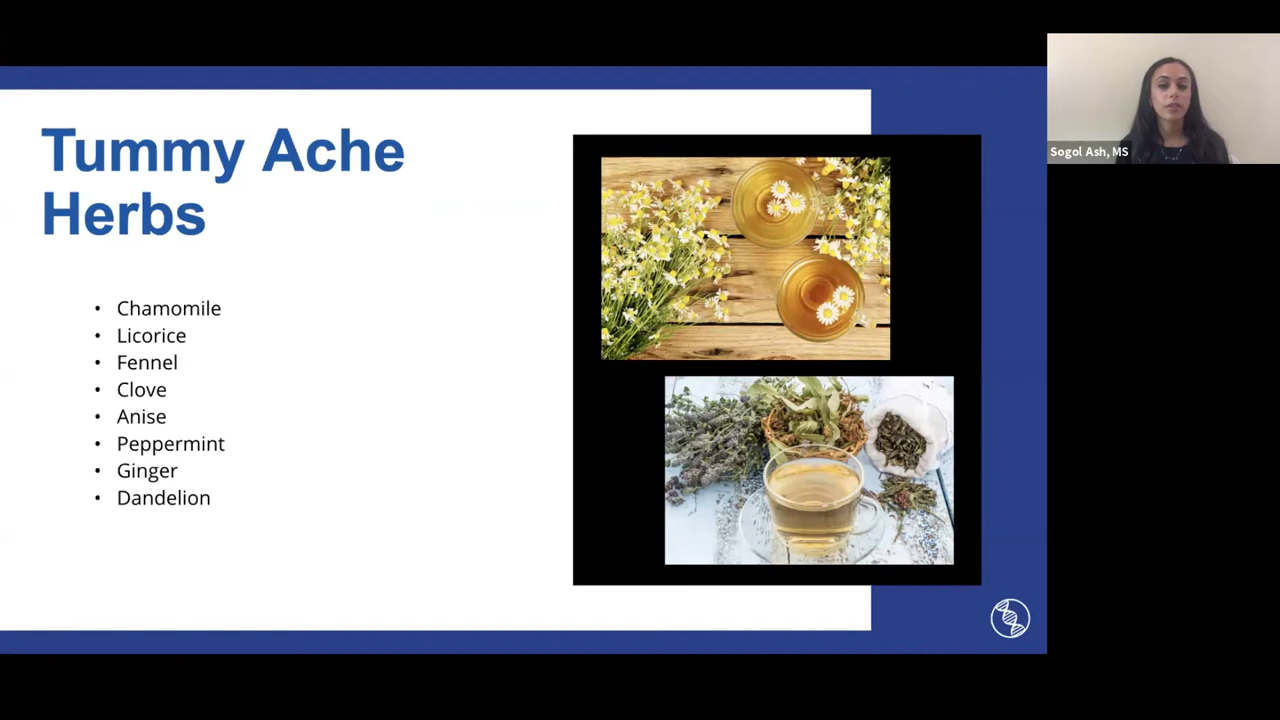 Tummy Ache
Herbs
• Chamomile
• Licorice
• Fennel
• Clove
• Anise
• Peppermint
• Ginger
• Dandelion
Sogol Ash, MS